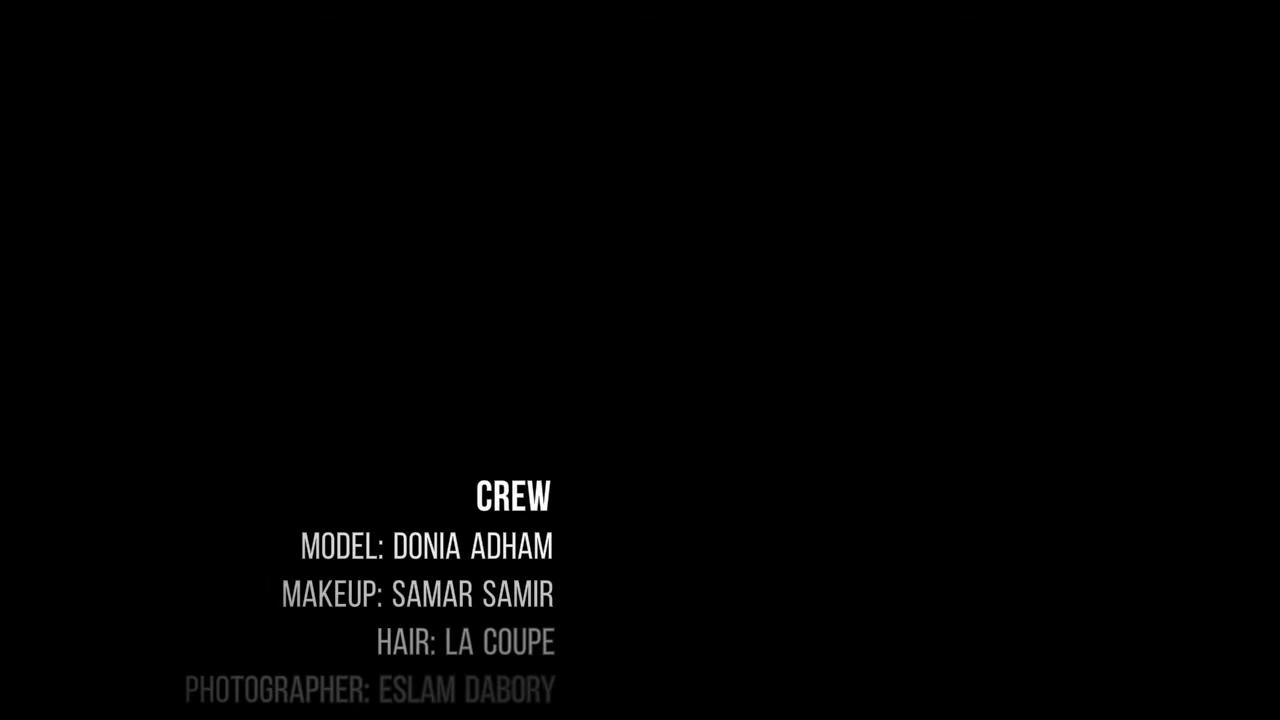 CREW
MODEL: DONIA ADHAM
MAKEUP: SAMAR SAMIR
HAIR: LA COUPE
PHOTOGRAPHER: ESLAM DABORY